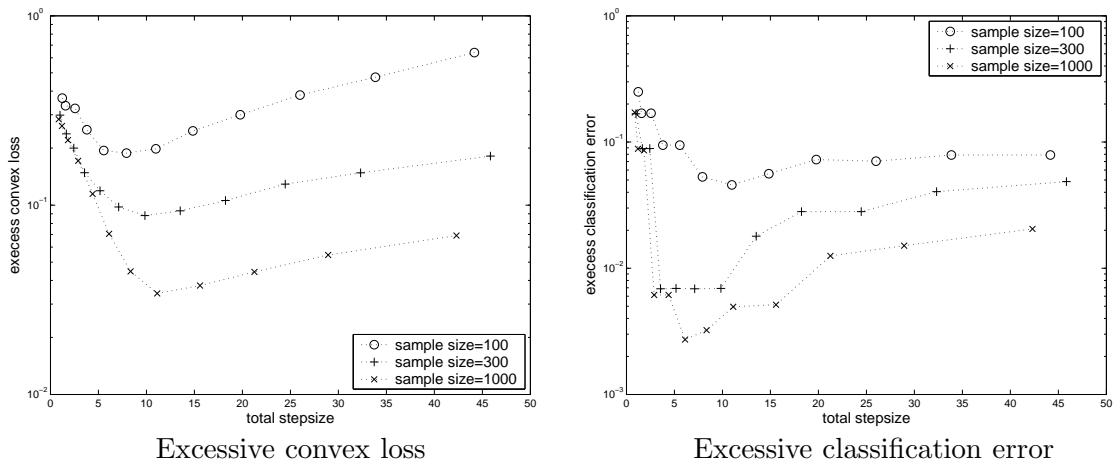 10^0
10^-1
10^-2
execess convex loss
0 5 10 15 20 25 30 35 40 45 50
total stepsize
sample size=100
sample size=300
sample size=1000
Excessive convex loss
10^0
10^-1
10^-2
10^-3
execess classification error
0 5 10 15 20 25 30 35 40 45 50
total stepsize
sample size=100
sample size=300
sample size=1000
Excessive classification error